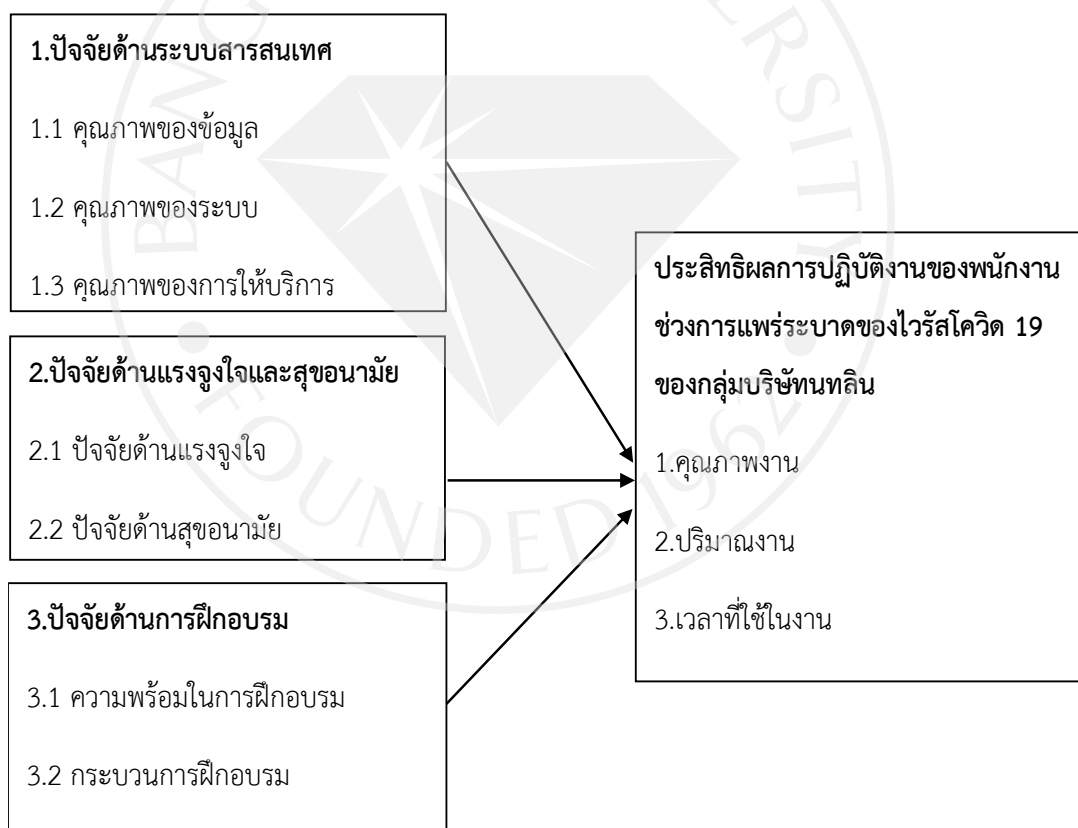 1.ปัจจัยด้านระบบสารสนเทศ
1.1 คุณภาพของข้อมูล
1.2 คุณภาพของระบบ
1.3 คุณภาพของการให้บริการ
2.ปัจจัยด้านแรงจูงใจและสุขอนามัย
2.1 ปัจจัยด้านแรงจูงใจ
2.2 ปัจจัยด้านสุขอนามัย
3.ปัจจัยด้านการฝึกอบรม
3.1 ความพร้อมในการฝึกอบรม
3.2 กระบวนการฝึกอบรม
ประสิทธิผลการปฏิบัติงานของพนักงาน
ช่วงการแพร่ระบาดของไวรัสโควิด 19
ของกลุ่มบริษัทนทลิน
1.คุณภาพงาน
2.ปริมาณงาน
3.เวลาที่ใช้ในงาน
FOUNDED 1962